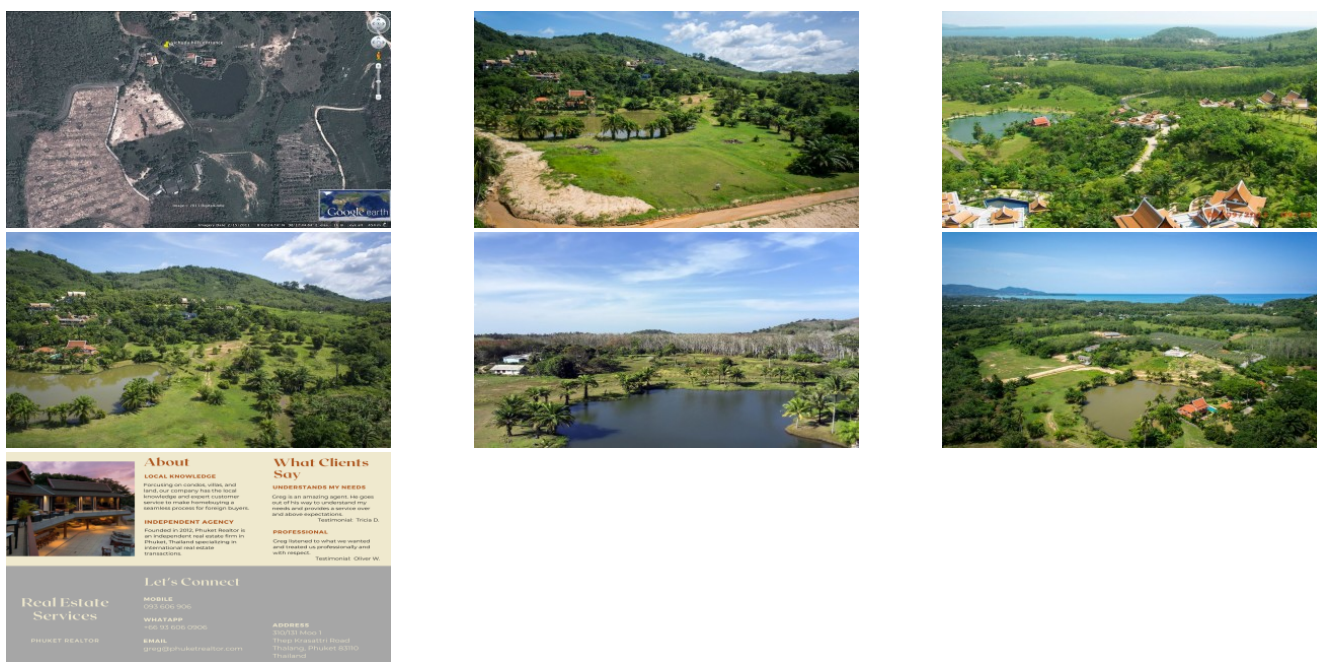 Google earth
About
LOCAL KNOWLEDGE
Forcusing on condos, villas, and
land, our company has the local
knowledge and expert customer
service to make homebuying a
seamless process for foreign buyers.
INDEPENDENT AGENCY
Founded in 2012, Phuket Realtor is
an independent real estate firm in
Phuket, Thailand specializing in
international real estate
transactions.
What Clients
Say
UNDERSTANDS MY NEEDS
Greg is an amazing agent. He goes
out of his way to understand my
needs and provides a service over
and above expectations.
Testimonial: Tricia D.
PROFESSIONAL
Greg listened to what we wanted
and treated us professionally and
with respect.
Testimonial: Oliver W.
Real Estate
Services
PHUKET REALTOR
Let's Connect
MOBILE
093 606 906
WHATAPP
+66 93 606 0906
EMAIL
greg@phuketrealtor.com
ADDRESS
310/131 Moo 1
Thep Krasattri Road
Thalang, Phuket 83110
Thailand